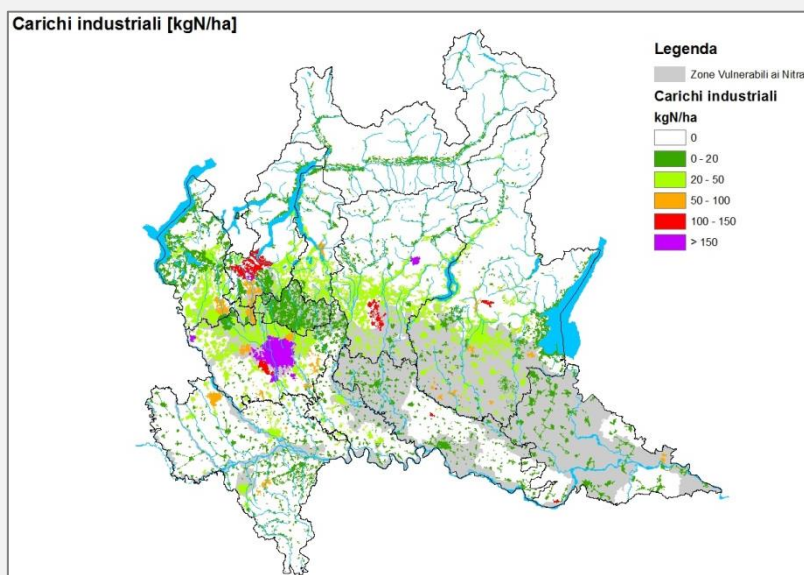 Carichi industriali [kgN/ha]
Legenda
Zone Vulnerabili ai Nitra
Carichi industriali
kgN/ha
0
0 - 20
20 - 50
50 - 100
100 - 150
> 150